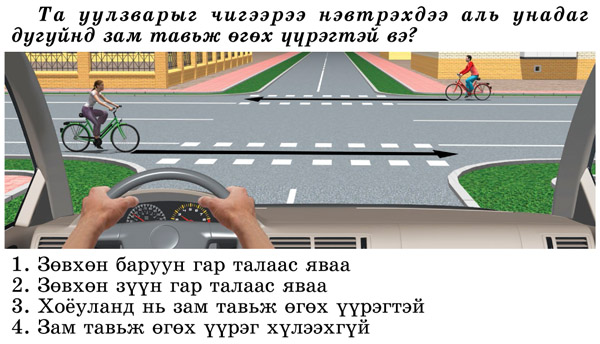 Та уулзварыг чигээрээ нэвтрэхдээ аль унадаг
дугуйнд зам тавьж өгөх үүрэгтэй вэ?
1. Зөвхөн баруун гар талаас яваа
2. Зөвхөн зүүн гар талаас яваа
3. Хоёуланд нь зам тавьж өгөх үүрэгтэй
4. Зам тавьж өгөх үүрэг хүлээхгүй